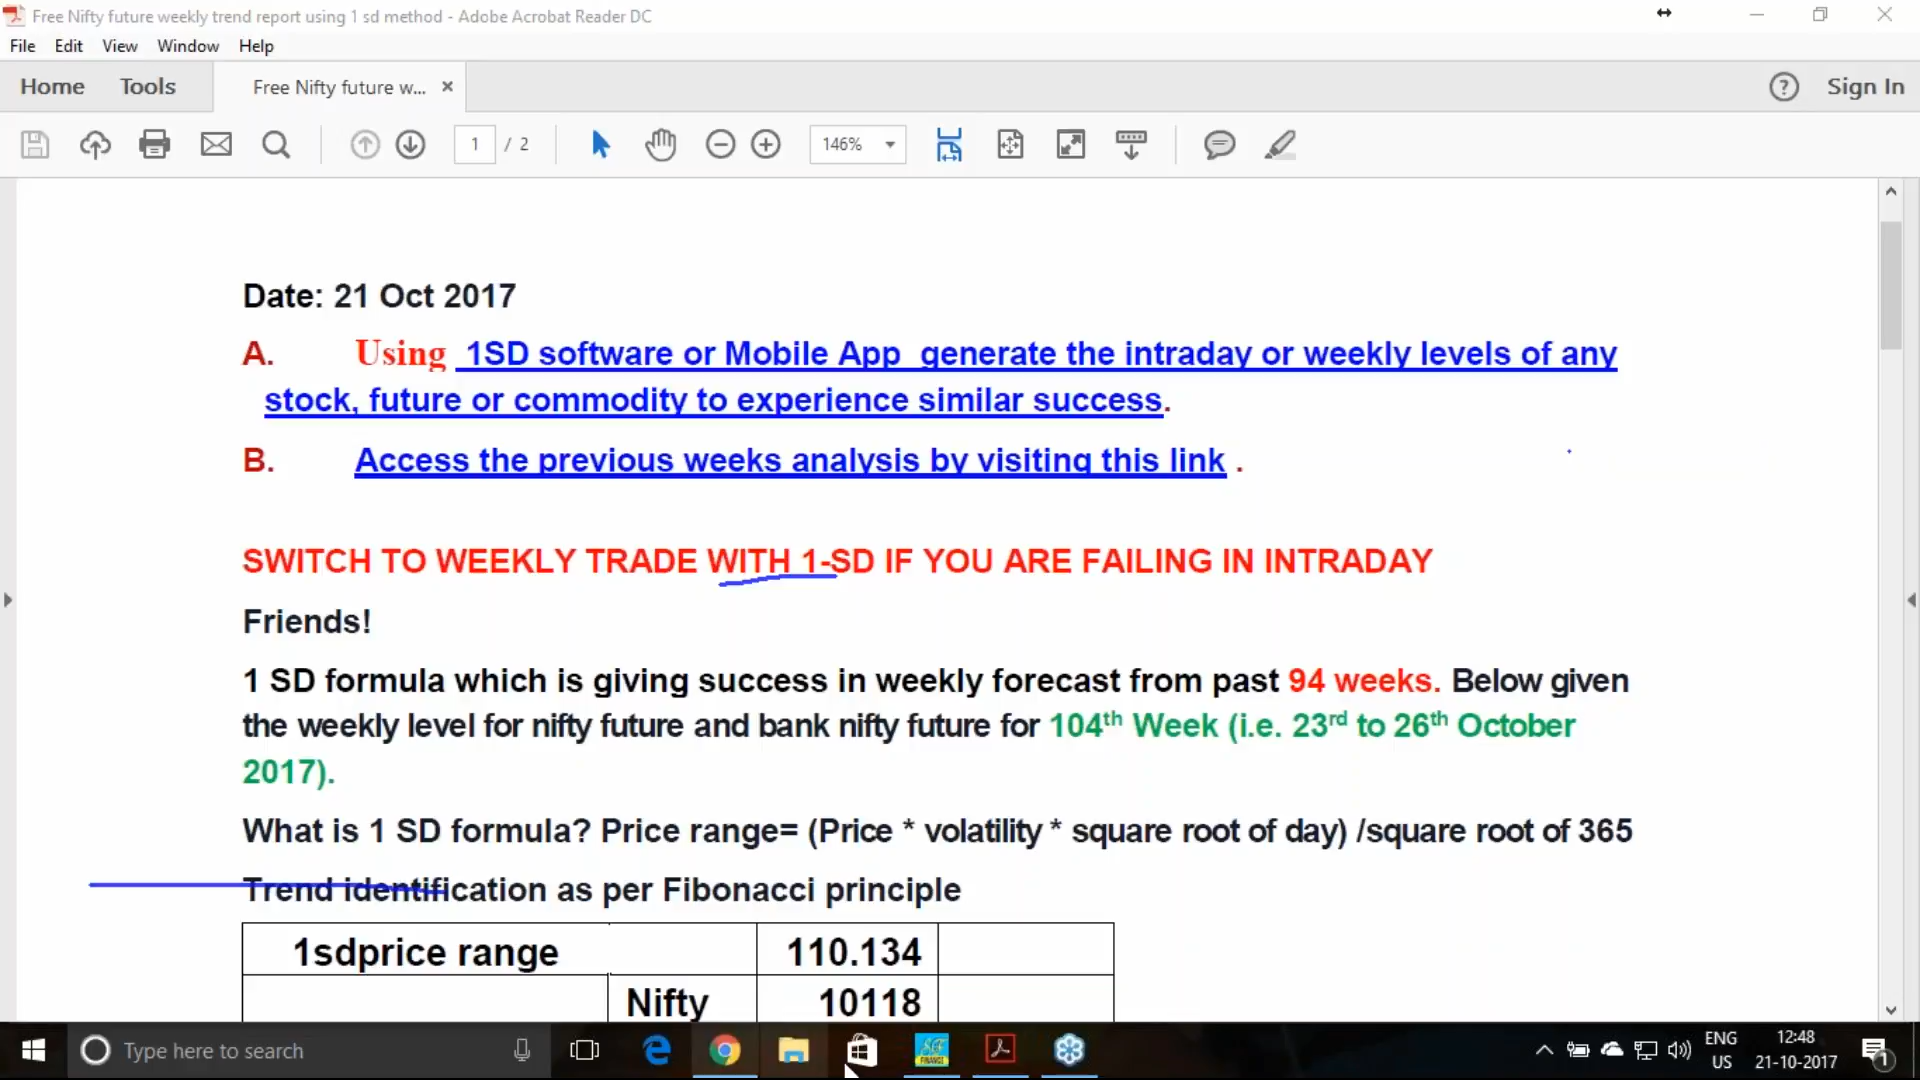 Free Nifty future weekly trend report using 1 sd method - Adobe Acrobat Reader DC
File Edit View Window Help
Home Tools Free Nifty future w... × Sign In
1 / 2 146%
Date: 21 Oct 2017
A. Using 1SD software or Mobile App generate the intraday or weekly levels of any
stock, future or commodity to experience similar success.
B. Access the previous weeks analysis by visiting this link .
SWITCH TO WEEKLY TRADE WITH 1-SD IF YOU ARE FAILING IN INTRADAY
Friends!
1 SD formula which is giving success in weekly forecast from past 94 weeks. Below given
the weekly level for nifty future and bank nifty future for 104th Week (i.e. 23rd to 26th October
2017).
What is 1 SD formula? Price range= (Price * volatility * square root of day) /square root of 365
Trend identification as per Fibonacci principle
1sdprice range 110.134
Nifty 10118
Type here to search
FINANCE
ENG
US
12:48
21-10-2017
1